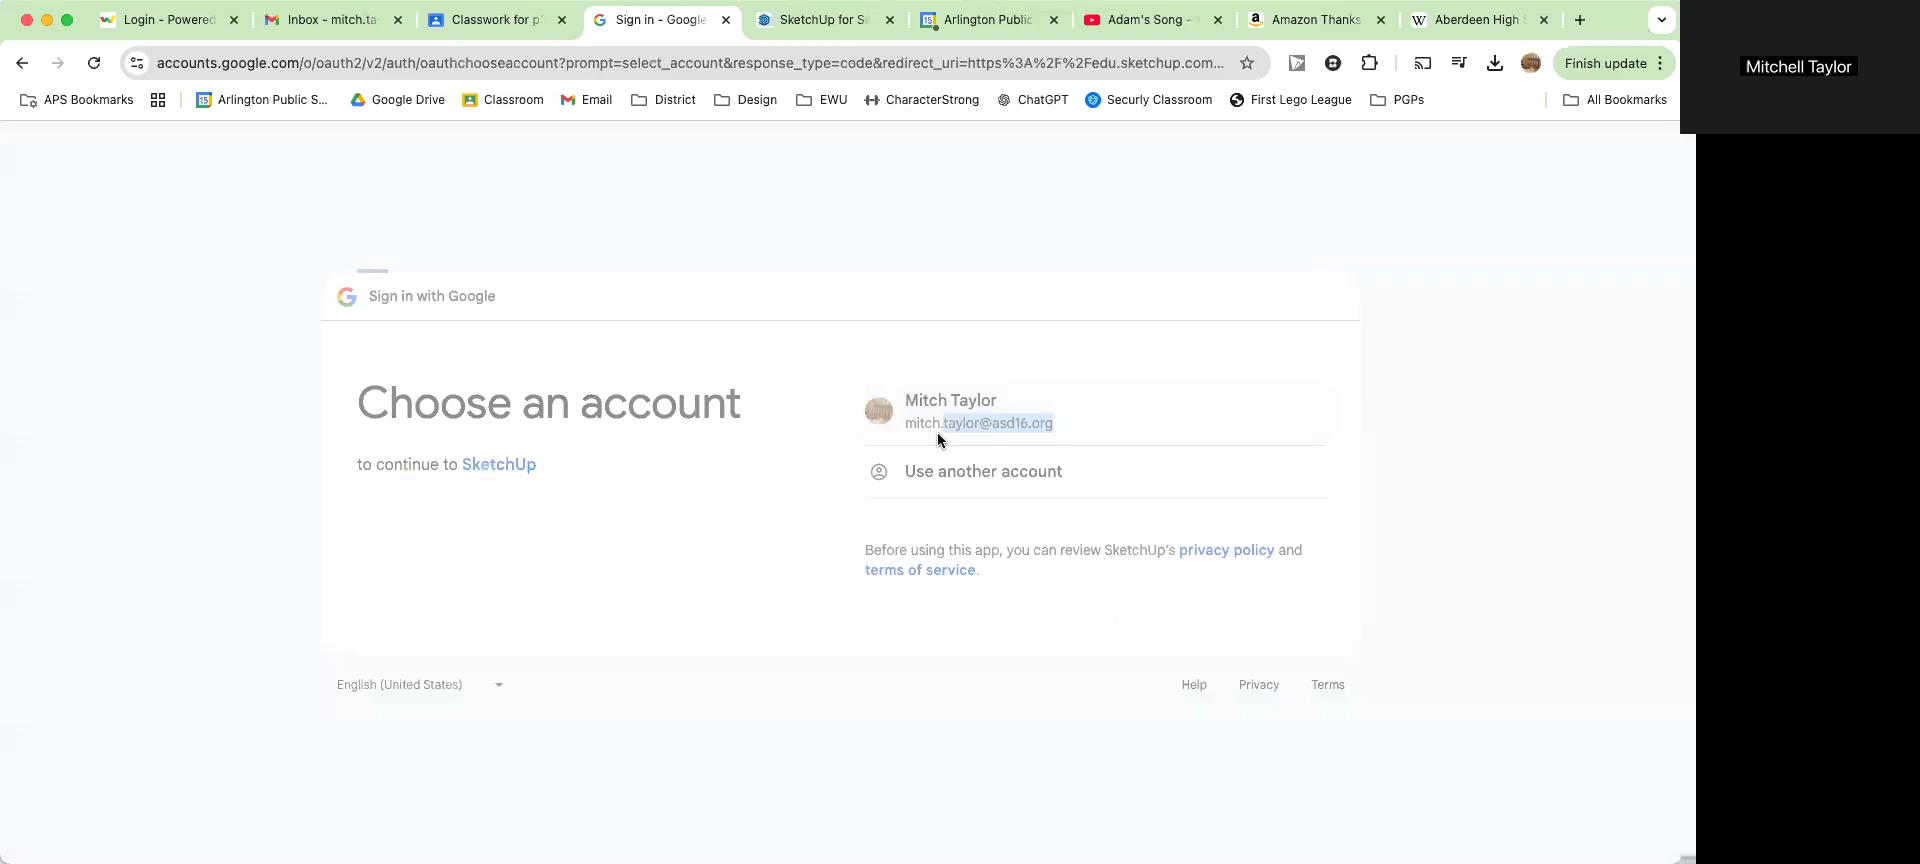 Login - Powered
Inbox - mitch.ta
Classwork for p
Sign in - Google
SketchUp for S
Arlington Public
Adam's Song -
Amazon Thanks
Aberdeen High
accounts.google.com/o/oauth2/v2/auth/oauthchooseaccount?prompt=select_account&response_type=code&redirect_uri=https%3A%2F%2Fedu.sketchup.com...
Finish update
APS Bookmarks
Arlington Public S...
Google Drive
Classroom
Email
District
Design
EWU
CharacterStrong
ChatGPT
Securly Classroom
First Lego League
PGPs
All Bookmarks
Mitchell Taylor
Sign in with Google
Choose an account
to continue to SketchUp
Mitch Taylor
mitch.taylor@asd16.org
Use another account
Before using this app, you can review SketchUp's privacy policy and
terms of service.
English (United States)
Help
Privacy
Terms